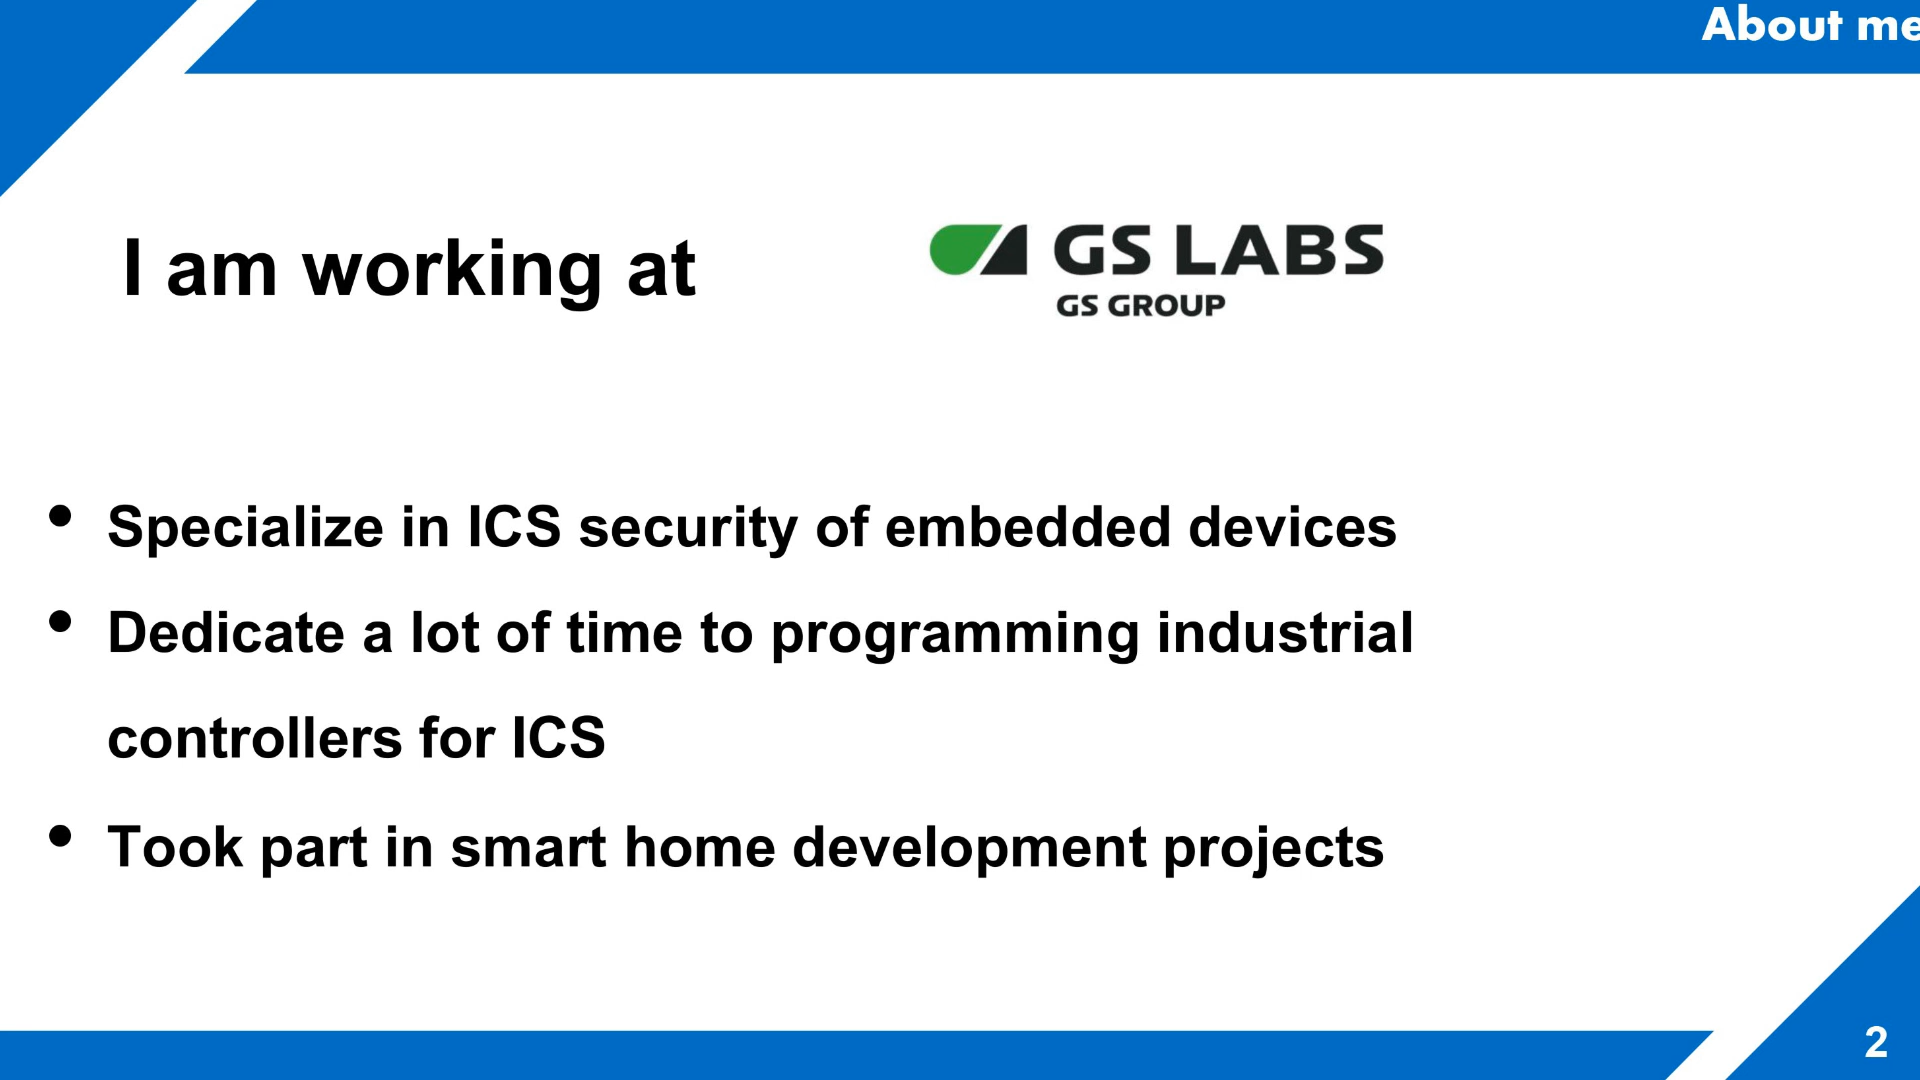 About me
I am working at
GS LABS
GS GROUP
• Specialize in ICS security of embedded devices
• Dedicate a lot of time to programming industrial
controllers for ICS
• Took part in smart home development projects
2